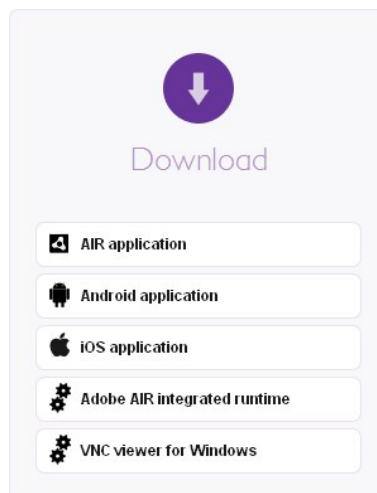 Download
AIR application
Android application
iOS application
Adobe AIR integrated runtime
VNC viewer for Windows